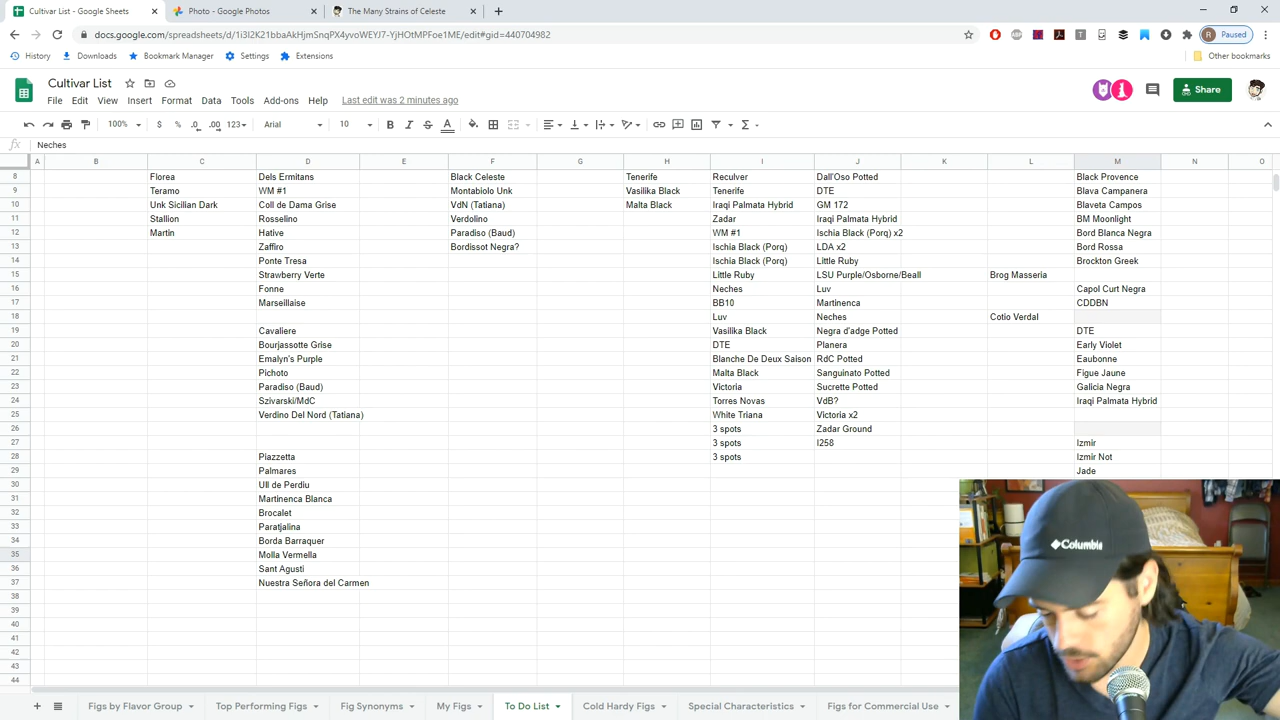 Cultivar List - Google Sheets
Photo - Google Photos
The Many Strains of Celeste
docs.google.com/spreadsheets/d/1i3l2K21bbaAkHjmSnqPX4yvoWEYJ7-YjHOtMPFoe1ME/edit#gid=440704982
Paused
History Downloads Bookmark Manager Settings Extensions Other bookmarks
Cultivar List
File Edit View Insert Format Data Tools Add-ons Help Last edit was 2 minutes ago
Share
100% $ % .0 .00 123 Arial 10
fx Neches
A B C D E F G H I J K L M N O
8 Florea Dels Ermitans Black Celeste Tenerife Reculver Dall'Oso Potted Black Provence
9 Teramo WM #1 Montabiolo Unk Vasilika Black Tenerife DTE Blava Campanera
10 Unk Sicilian Dark Coll de Dama Grise VdN (Tatiana) Malta Black Iraqi Palmata Hybrid GM 172 Blaveta Campos
11 Stallion Rosselino Verdolino Zadar Iraqi Palmata Hybrid BM Moonlight
12 Martin Hative Paradiso (Baud) WM #1 Ischia Black (Porq) x2 Bord Blanca Negra
13 Zaffiro Bordissot Negra? Ischia Black (Porq) LDA x2 Bord Rossa
14 Ponte Tresa Ischia Black (Porq) Little Ruby Brockton Greek
15 Strawberry Verte Little Ruby LSU Purple/Osborne/Beall Brog Masseria
16 Fonne Neches Luv Capol Curt Negra
17 Marseillaise BB10 Martinenca CDDBN
18 Luv Neches Cotio Verdal
19 Cavaliere Vasilika Black Negra d'adge Potted DTE
20 Bourjassotte Grise DTE Planera Early Violet
21 Emalyn's Purple Blanche De Deux Saison RdC Potted Eaubonne
22 Pichoto Malta Black Sanguinato Potted Figue Jaune
23 Paradiso (Baud) Victoria Sucrette Potted Galicia Negra
24 Szivarski/MdC Torres Novas VdB? Iraqi Palmata Hybrid
25 Verdino Del Nord (Tatiana) White Triana Victoria x2
26 3 spots Zadar Ground
27 3 spots I258 Izmir
28 Piazzetta 3 spots Izmir Not
29 Palmares Jade
30 Ull de Perdiu
31 Martinenca Blanca
32 Brocalet
33 Paratjalina
34 Borda Barraquer
35 Molla Vermella
36 Sant Agusti
37 Nuestra Señora del Carmen
38
39
40
41
42
43
44
Columbia
Figs by Flavor Group Top Performing Figs Fig Synonyms My Figs To Do List Cold Hardy Figs Special Characteristics Figs for Commercial Use